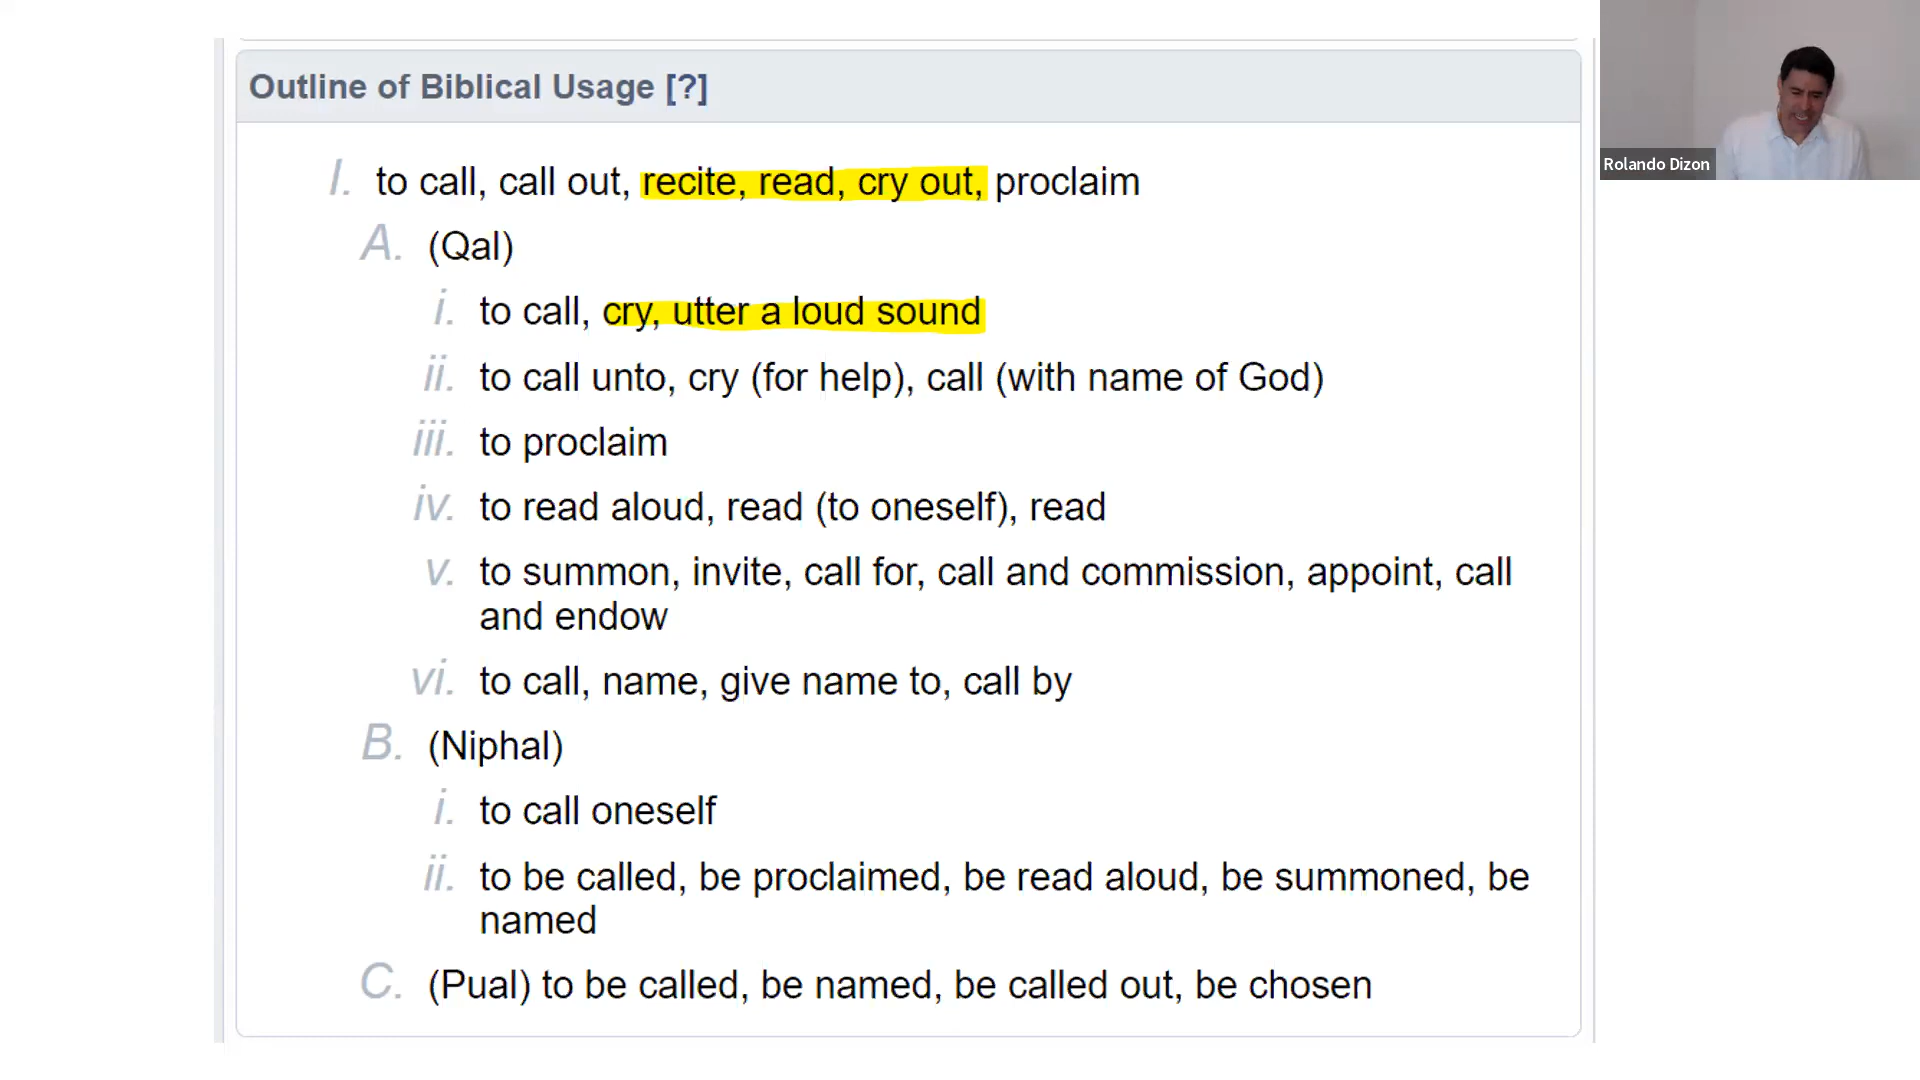 Outline of Biblical Usage [?]
I. to call, call out, recite, read, cry out, proclaim
A. (Qal)
i. to call, cry, utter a loud sound
ii. to call unto, cry (for help), call (with name of God)
iii. to proclaim
iv. to read aloud, read (to oneself), read
v. to summon, invite, call for, call and commission, appoint, call
and endow
vi. to call, name, give name to, call by
B. (Niphal)
i. to call oneself
ii. to be called, be proclaimed, be read aloud, be summoned, be
named
C. (Pual) to be called, be named, be called out, be chosen
Rolando Dizon